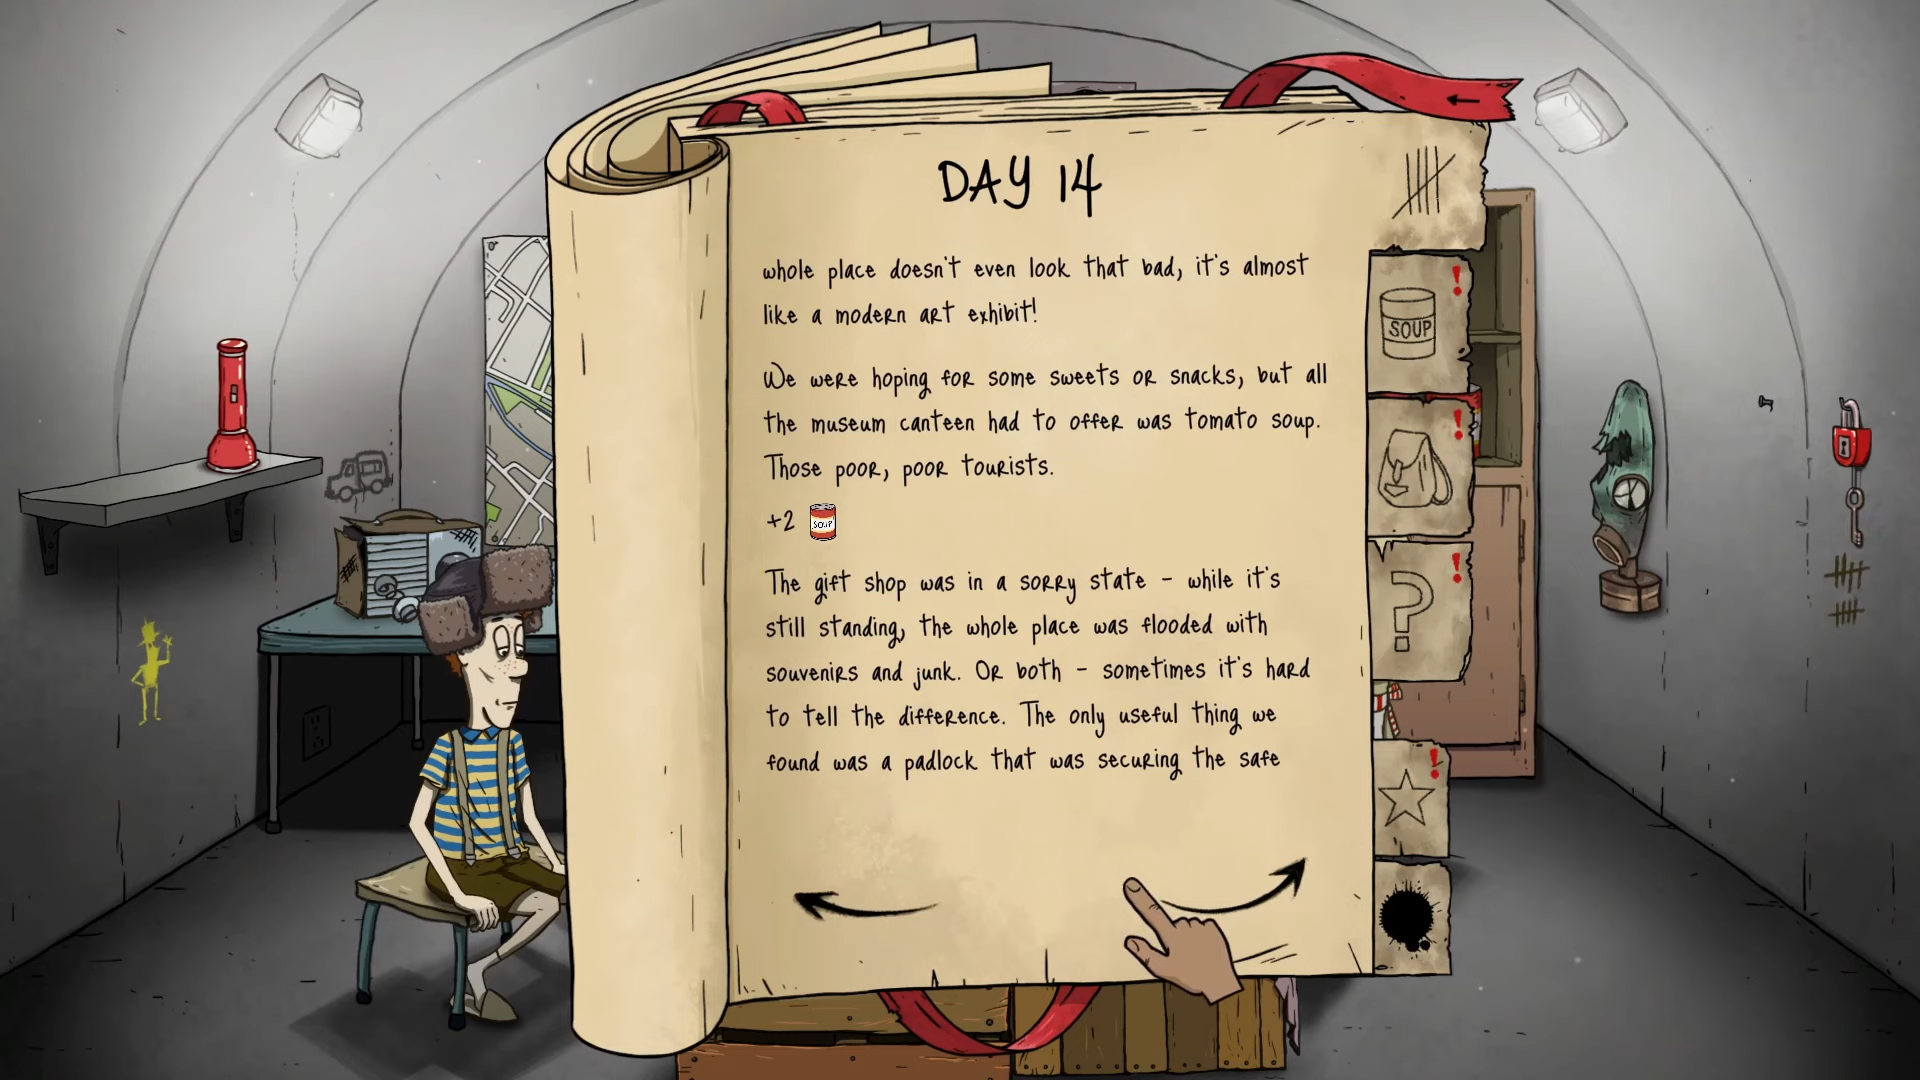 DAY 14
whole place doesn't even look that bad, it's almost
like a modern art exhibit!
We were hoping for some sweets or snacks, but all
the museum canteen had to offer was tomato soup.
Those poor, poor tourists.
+2 SOUP
The gift shop was in a sorry state - while it's
still standing, the whole place was flooded with
souvenirs and junk. Or both - sometimes it's hard
to tell the difference. The only useful thing we
found was a padlock that was securing the safe
!
SOUP
!
!
?
!